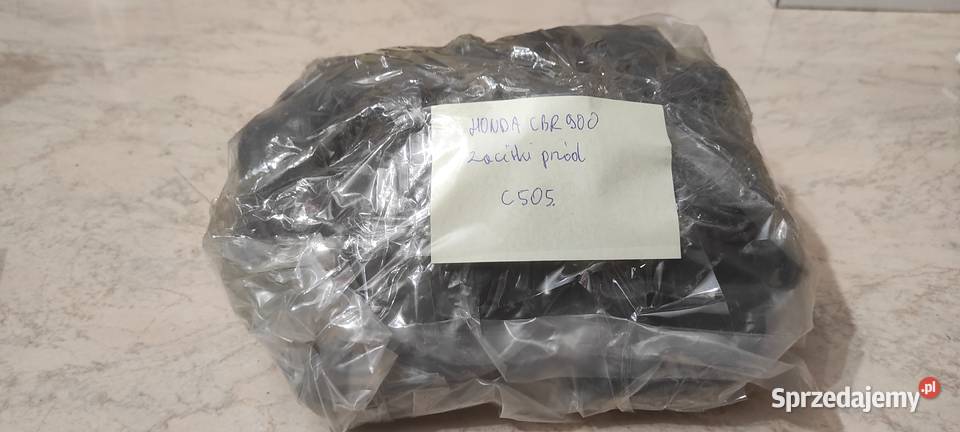 HONDA CBR 900
zaciski przód
C505.
Sprzedajemy.pl